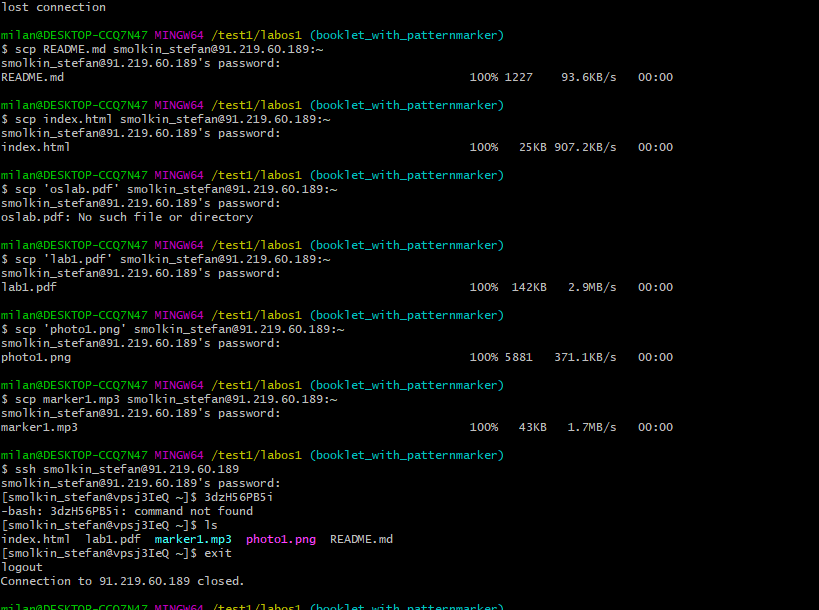 lost connection
milan@DESKTOP-CCQ7N47 MINGW64 /test1/labos1 (booklet_with_patternmarker)
$ scp README.md smolkin_stefan@91.219.60.189:~
smolkin_stefan@91.219.60.189's password:
README.md 100% 1227 93.6KB/s 00:00
milan@DESKTOP-CCQ7N47 MINGW64 /test1/labos1 (booklet_with_patternmarker)
$ scp index.html smolkin_stefan@91.219.60.189:~
smolkin_stefan@91.219.60.189's password:
index.html 100% 25KB 907.2KB/s 00:00
milan@DESKTOP-CCQ7N47 MINGW64 /test1/labos1 (booklet_with_patternmarker)
$ scp 'oslab.pdf' smolkin_stefan@91.219.60.189:~
smolkin_stefan@91.219.60.189's password:
oslab.pdf: No such file or directory
milan@DESKTOP-CCQ7N47 MINGW64 /test1/labos1 (booklet_with_patternmarker)
$ scp 'lab1.pdf' smolkin_stefan@91.219.60.189:~
smolkin_stefan@91.219.60.189's password:
lab1.pdf 100% 142KB 2.9MB/s 00:00
milan@DESKTOP-CCQ7N47 MINGW64 /test1/labos1 (booklet_with_patternmarker)
$ scp 'photo1.png' smolkin_stefan@91.219.60.189:~
smolkin_stefan@91.219.60.189's password:
photo1.png 100% 5881 371.1KB/s 00:00
milan@DESKTOP-CCQ7N47 MINGW64 /test1/labos1 (booklet_with_patternmarker)
$ scp marker1.mp3 smolkin_stefan@91.219.60.189:~
smolkin_stefan@91.219.60.189's password:
marker1.mp3 100% 43KB 1.7MB/s 00:00
milan@DESKTOP-CCQ7N47 MINGW64 /test1/labos1 (booklet_with_patternmarker)
$ ssh smolkin_stefan@91.219.60.189
smolkin_stefan@91.219.60.189's password:
[smolkin_stefan@vpsj3IeQ ~]$ 3dzH56PB5i
-bash: 3dzH56PB5i: command not found
[smolkin_stefan@vpsj3IeQ ~]$ ls
index.html lab1.pdf marker1.mp3 photo1.png README.md
[smolkin_stefan@vpsj3IeQ ~]$ exit
logout
Connection to 91.219.60.189 closed.
milan@DESKTOP-CCQ7N47 MINGW64 /test1/labos1 (booklet_with_patternmarker)